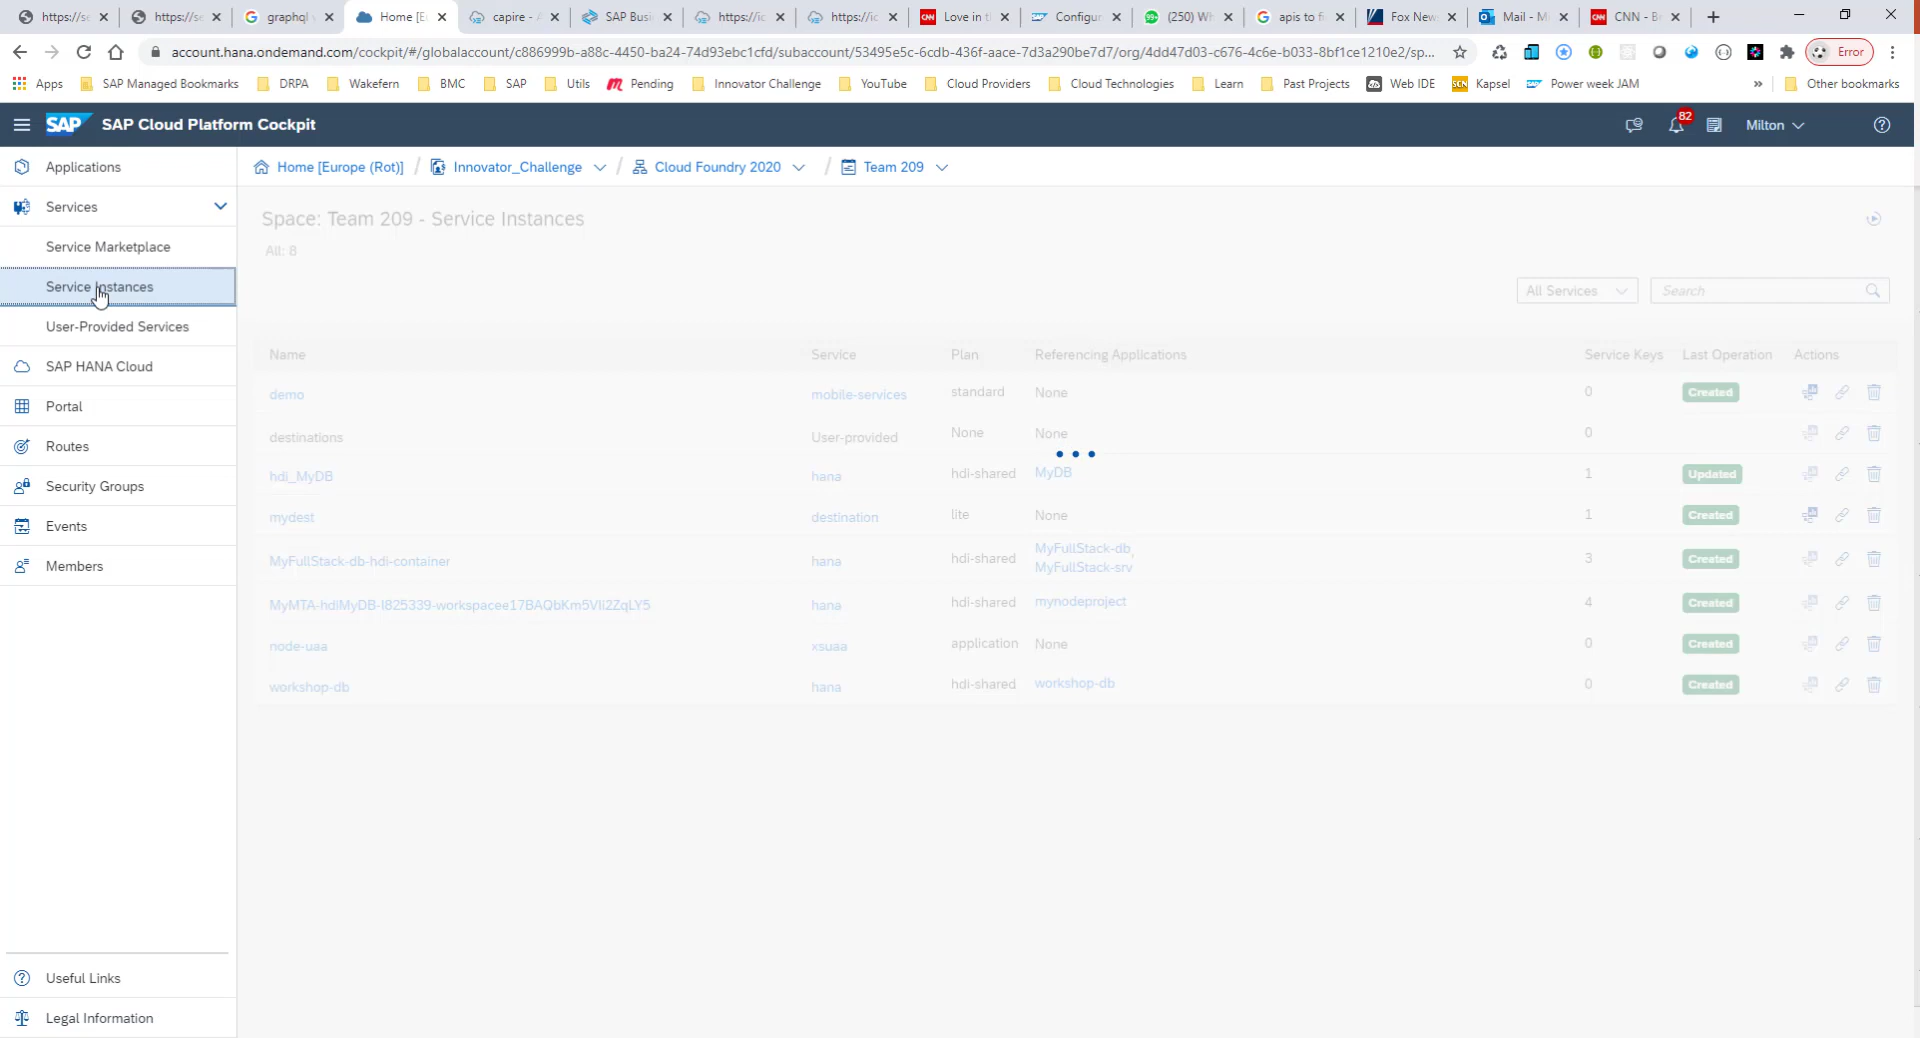 https://se
https://se
graphql
Home [E
capire -
SAP Busi
https://ic
https://ic
CNN Love in t
Configur
99+ (250) Wh
apis to fi
Fox New
Mail - M
CNN CNN - B
account.hana.ondemand.com/cockpit/#/globalaccount/c886999b-a88c-4450-ba24-74d93ebc1cfd/subaccount/53495e5c-6cdb-436f-aace-7d3a290be7d7/org/4dd47d03-c676-4c6e-b033-8bf1ce1210e2/sp...
Error
Apps
SAP Managed Bookmarks
DRPA
Wakefern
BMC
SAP
Utils
Pending
Innovator Challenge
YouTube
Cloud Providers
Cloud Technologies
Learn
Past Projects
Web IDE
SCN Kapsel
Power week JAM
»
Other bookmarks
SAP SAP Cloud Platform Cockpit
82
Milton
Applications
Services
Service Marketplace
Service Instances
User-Provided Services
SAP HANA Cloud
Portal
Routes
Security Groups
Events
Members
Useful Links
Legal Information
Home [Europe (Rot)] / Innovator_Challenge / Cloud Foundry 2020 / Team 209
Space: Team 209 - Service Instances
All: 8
All Services
Search
Name Service Plan Referencing Applications Service Keys Last Operation Actions
demo mobile-services standard None 0 Created
destinations User-provided None None 0
hdi_MyDB hana hdi-shared MyDB 1 Updated
mydest destination lite None 1 Created
MyFullStack-db-hdi-container hana hdi-shared MyFullStack-db, 3 Created
MyFullStack-srv
MyMTA-hdiMyDB-I825339-workspacee17BAQbKm5VII2ZqLY5 hana hdi-shared mynodeproject 4 Created
node-uaa xsuaa application None 0 Created
workshop-db hana hdi-shared workshop-db 0 Created